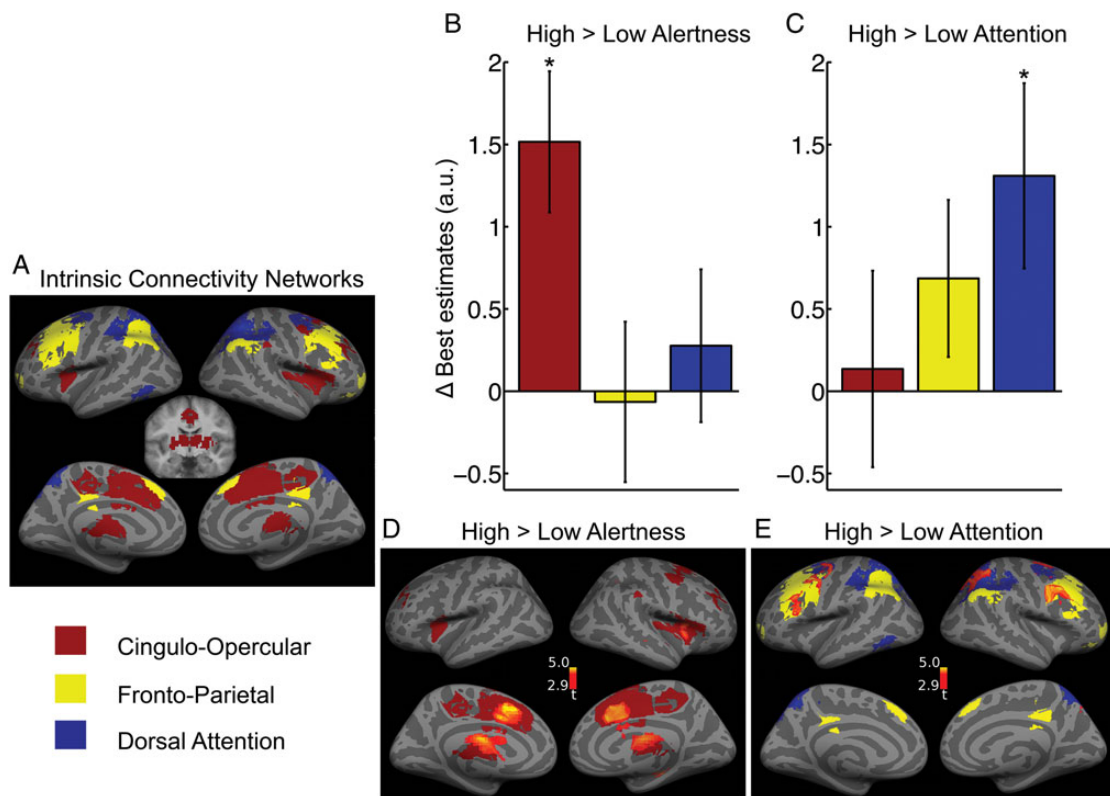 A
Intrinsic Connectivity Networks
Cingulo-Opercular
Fronto-Parietal
Dorsal Attention
B
High > Low Alertness
Δ Best estimates (a.u.)
2
1.5
1
0.5
0
−0.5
*
C
High > Low Attention
2
1.5
1
0.5
0
−0.5
*
D
High > Low Alertness
5.0
2.9
t
E
High > Low Attention
5.0
2.9
t